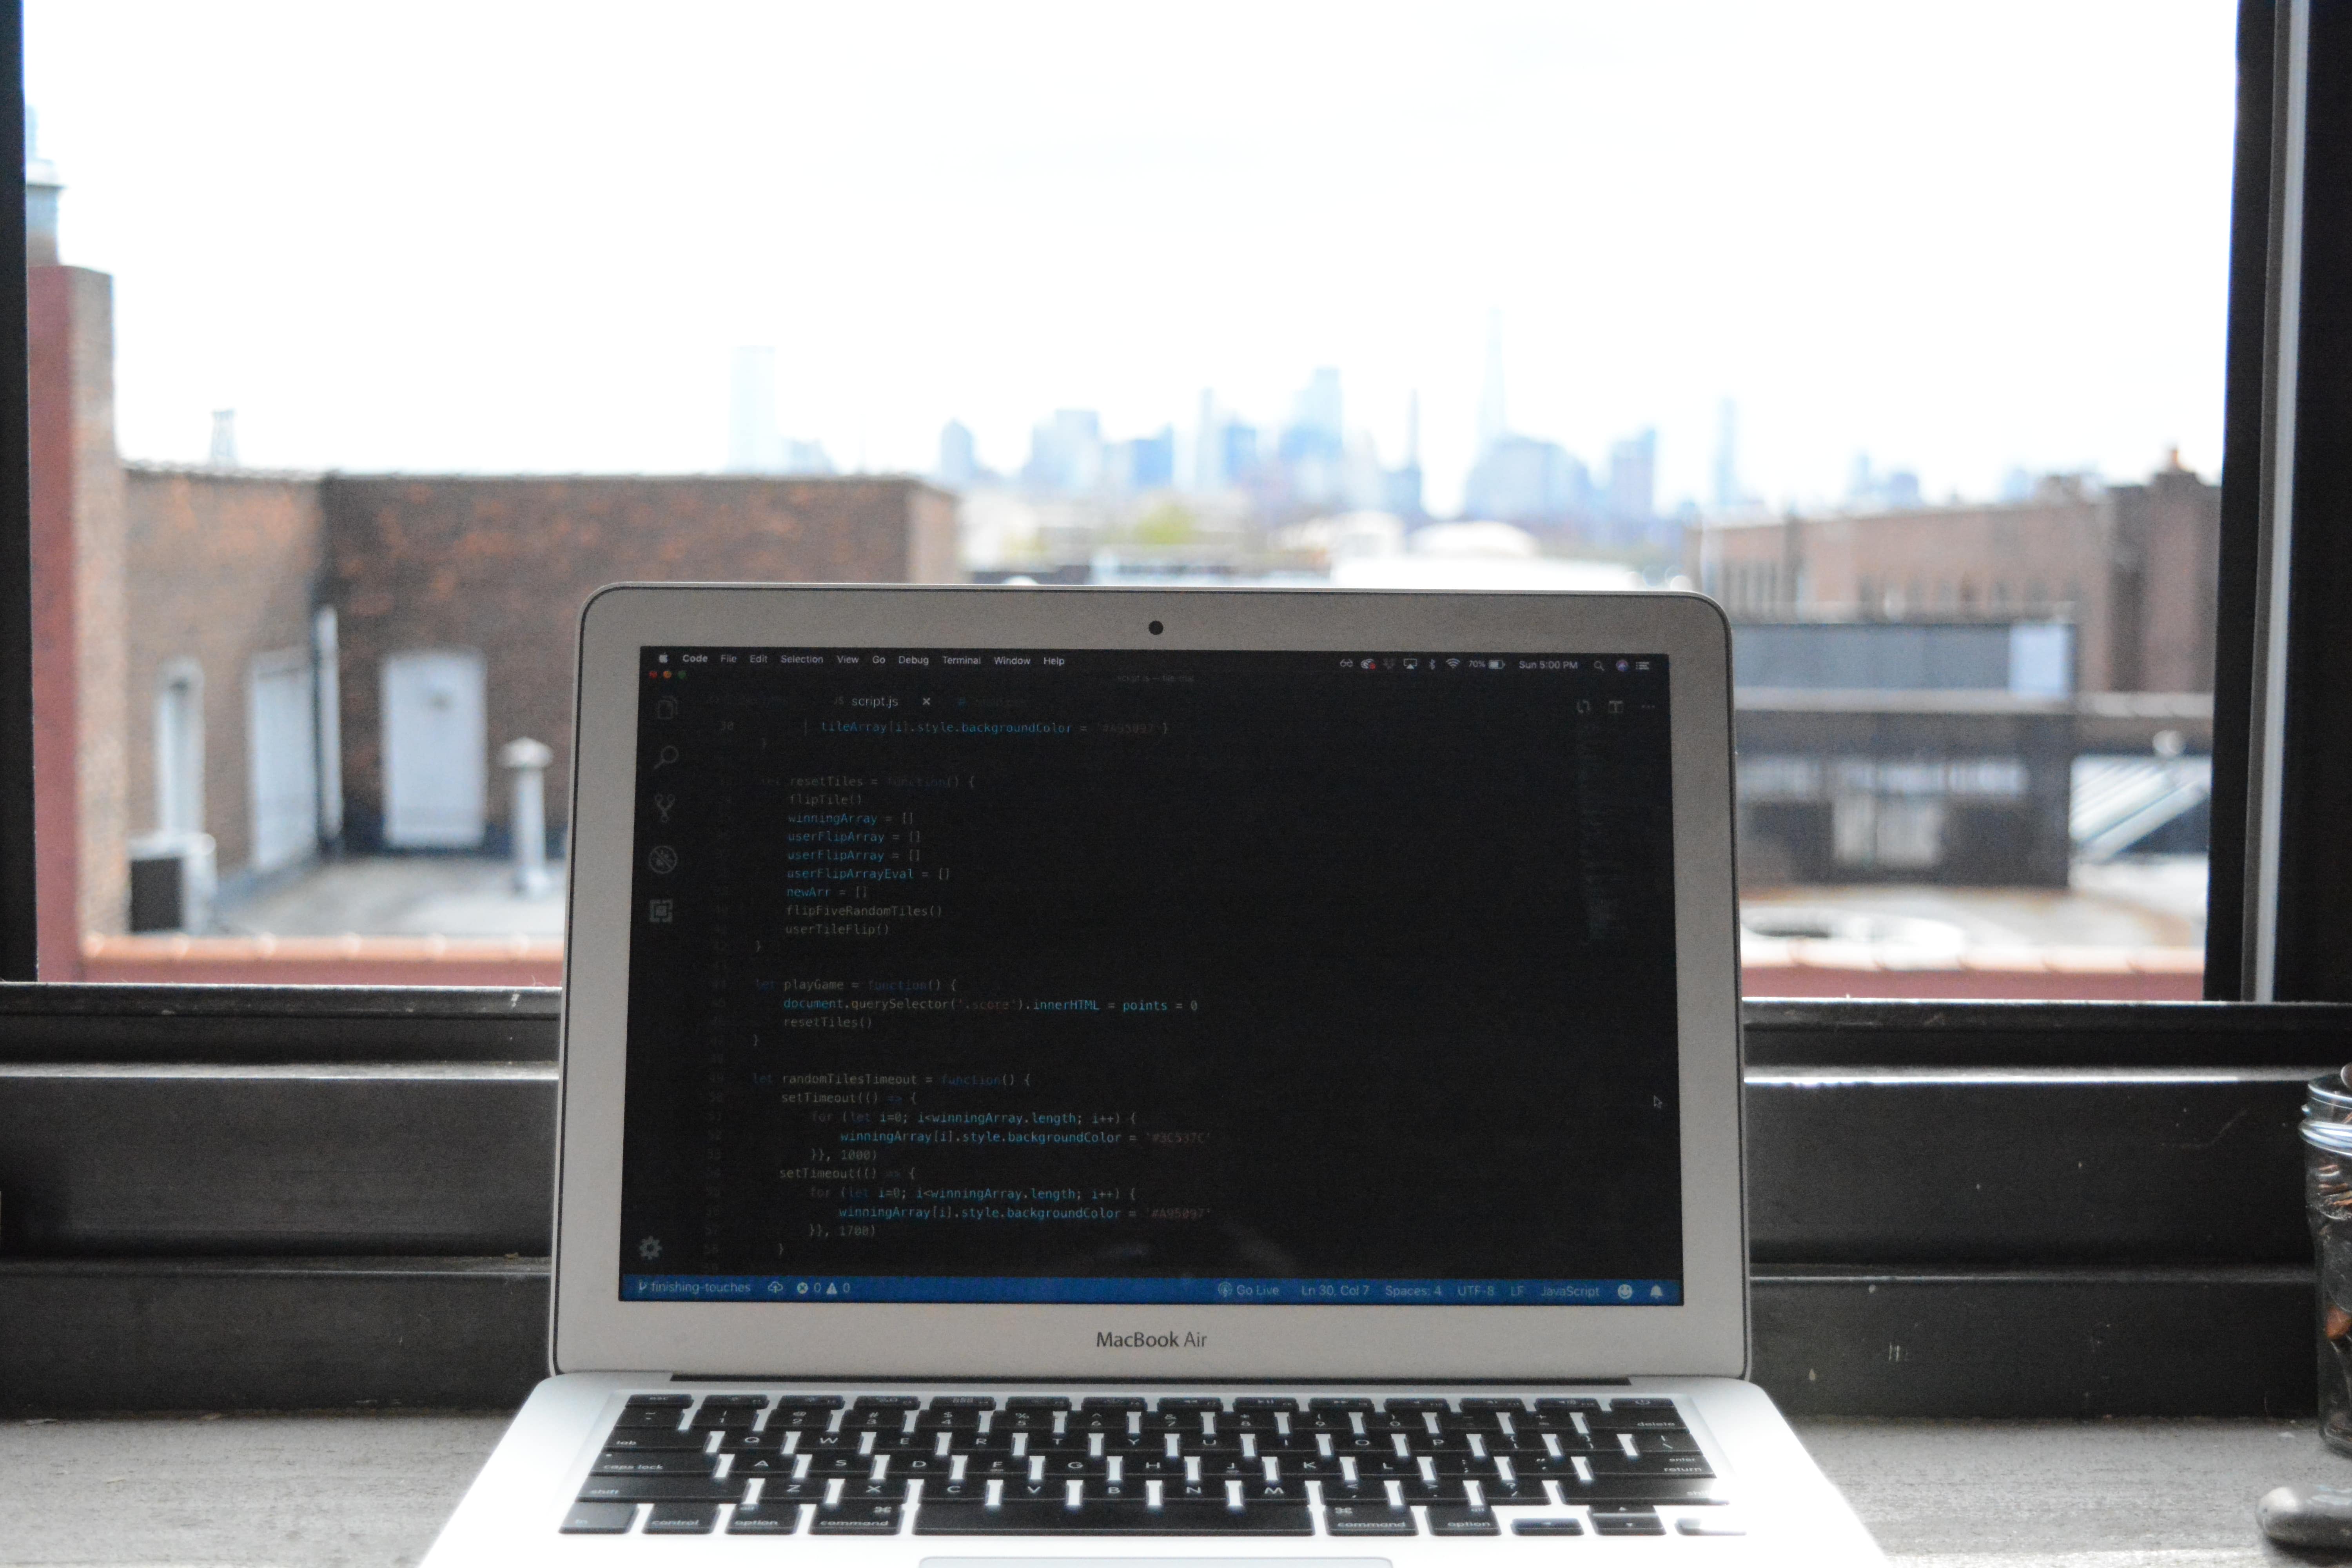 Code File Edit Selection View Go Debug Terminal Window Help 70% Sun 5:00 PM
script.js
30 tileArray[i].style.backgroundColor = '#A95097'}
}
resetTiles = function() {
flipTile()
winningArray = []
userFlipArray = []
userFlipArray = []
userFlipArrayEval = []
newArr = []
flipFiveRandomTiles()
userTileFlip()
}
let playGame = function() {
document.querySelector('.score').innerHTML = points = 0
resetTiles()
}
let randomTilesTimeout = function() {
setTimeout(() => {
for (let i=0; i<winningArray.length; i++) {
winningArray[i].style.backgroundColor = '#3C537C'
}}, 1000)
setTimeout(() => {
for (let i=0; i<winningArray.length; i++) {
winningArray[i].style.backgroundColor = '#A95097'
}}, 1700)
}
finishing-touches 0 0 Go Live Ln 30, Col 7 Spaces: 4 UTF-8 LF JavaScript
MacBook Air
delete
tab Q W E R T Y U I O P
caps lock A S D F G H J K L enter return
shift Z X C V B N M
fn control option command command option